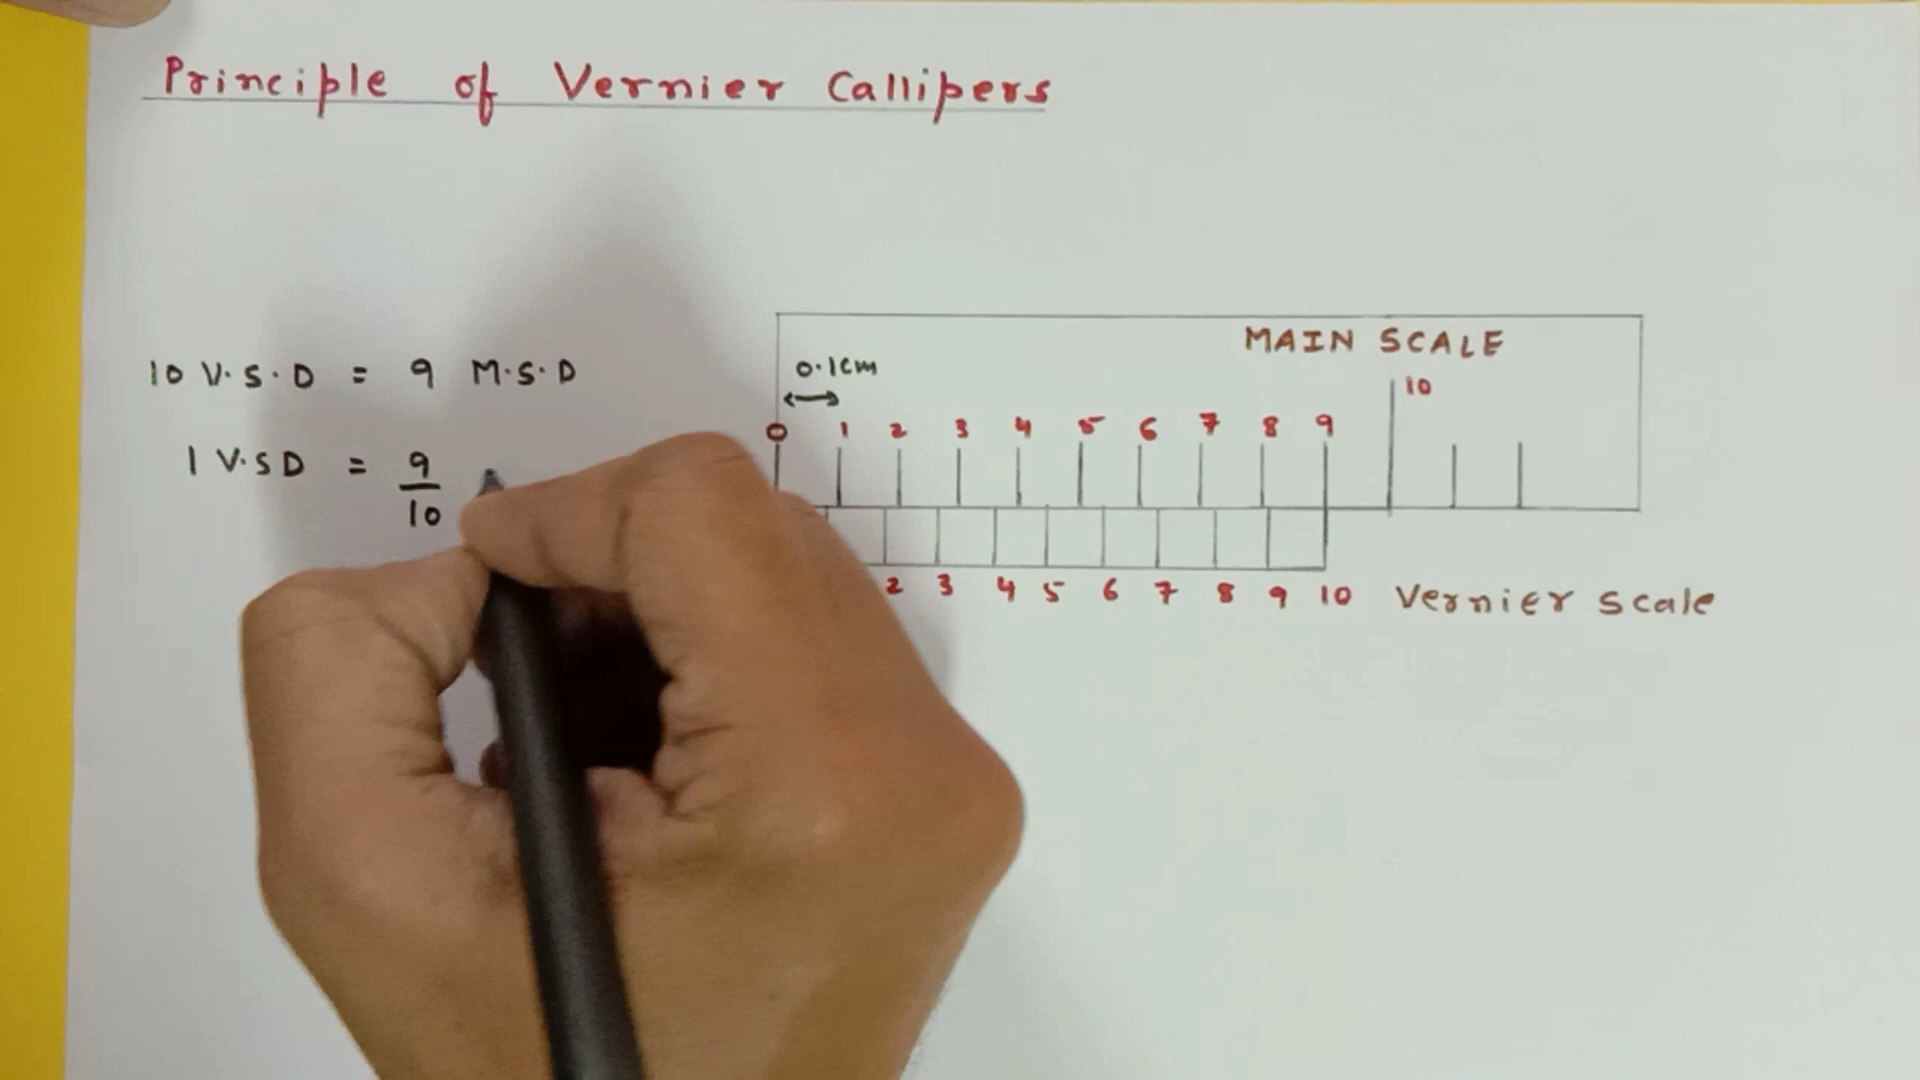 Principle of Vernier Callipers
MAIN SCALE
0.1cm
10
10 V.S.D = 9 M.S.D
0 1 2 3 4 5 6 7 8 9
1 V.SD = 9/10
2 3 4 5 6 7 8 9 10 Vernier Scale